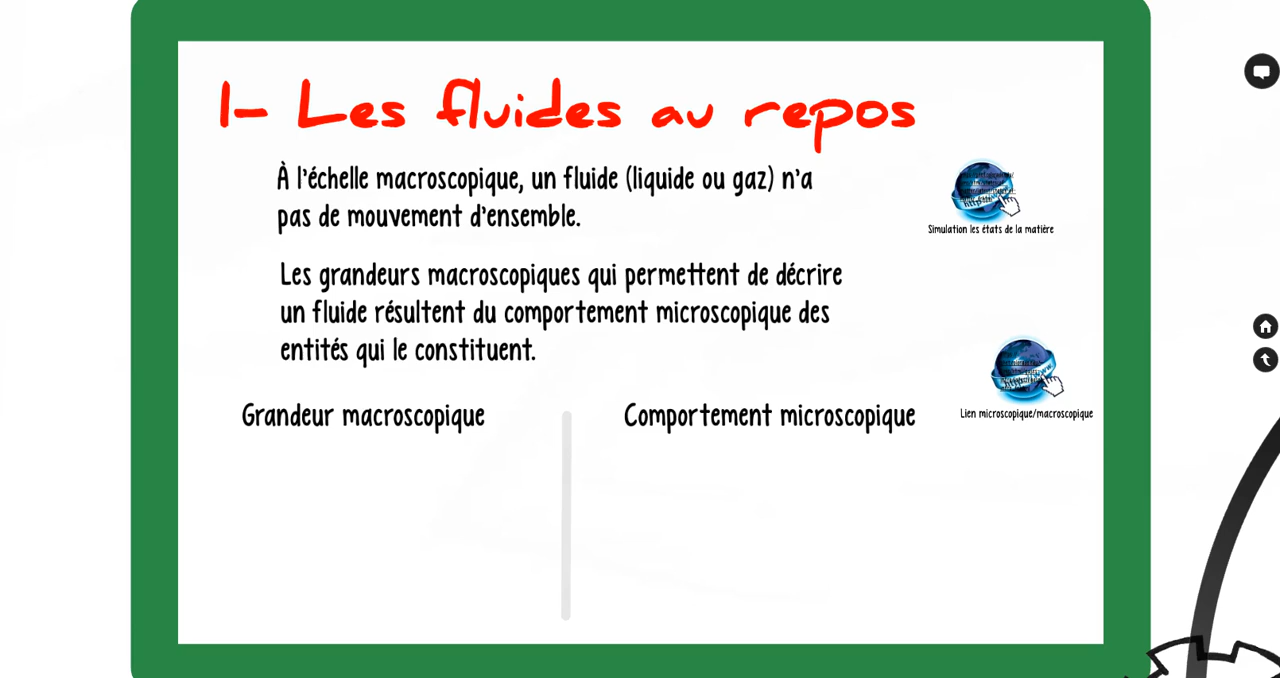 1- Les fluides au repos
À l'échelle macroscopique, un fluide (liquide ou gaz) n'a
pas de mouvement d'ensemble.
Simulation les états de la matière
Les grandeurs macroscopiques qui permettent de décrire
un fluide résultent du comportement microscopique des
entités qui le constituent.
Lien microscopique/macroscopique
Grandeur macroscopique
Comportement microscopique